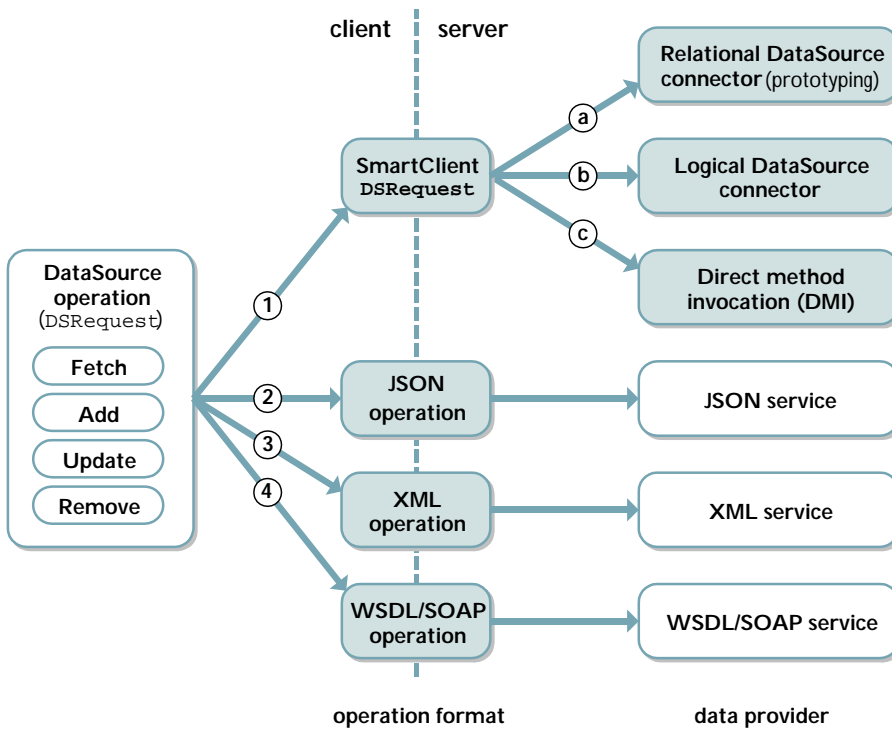 client
server
Relational DataSource
connector (prototyping)
a
SmartClient
DSRequest
b
Logical DataSource
connector
c
Direct method
invocation (DMI)
DataSource
operation
(DSRequest)
Fetch
Add
Update
Remove
1
2
JSON
operation
JSON service
3
4
XML
operation
XML service
WSDL/SOAP
operation
WSDL/SOAP service
operation format
data provider